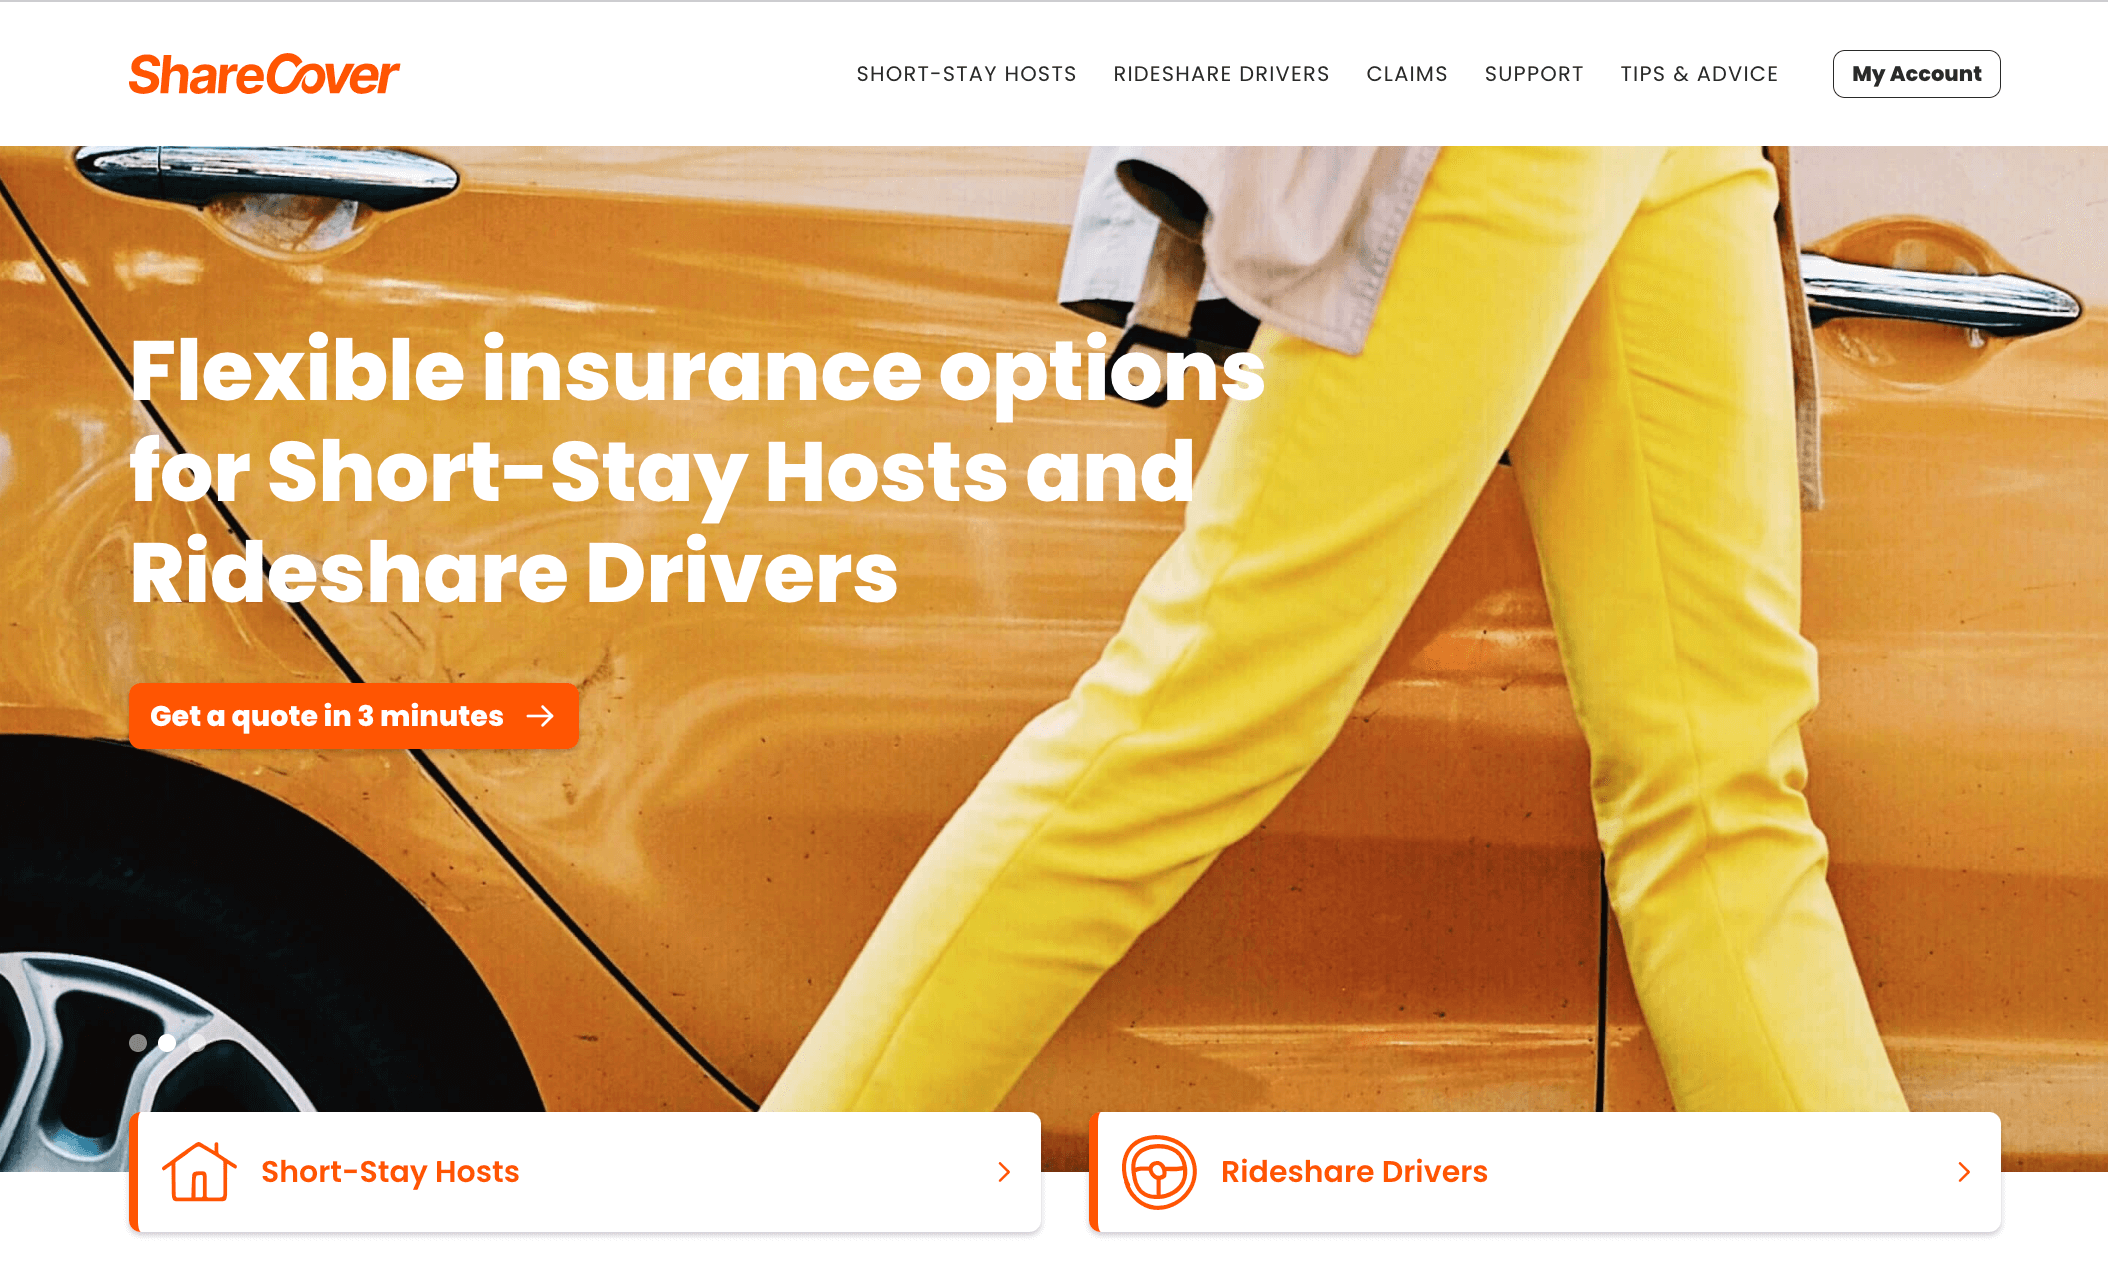 ShareCover
SHORT-STAY HOSTS
RIDESHARE DRIVERS
CLAIMS
SUPPORT
TIPS & ADVICE
My Account
Flexible insurance options
for Short-Stay Hosts and
Rideshare Drivers
Get a quote in 3 minutes
Short-Stay Hosts
Rideshare Drivers